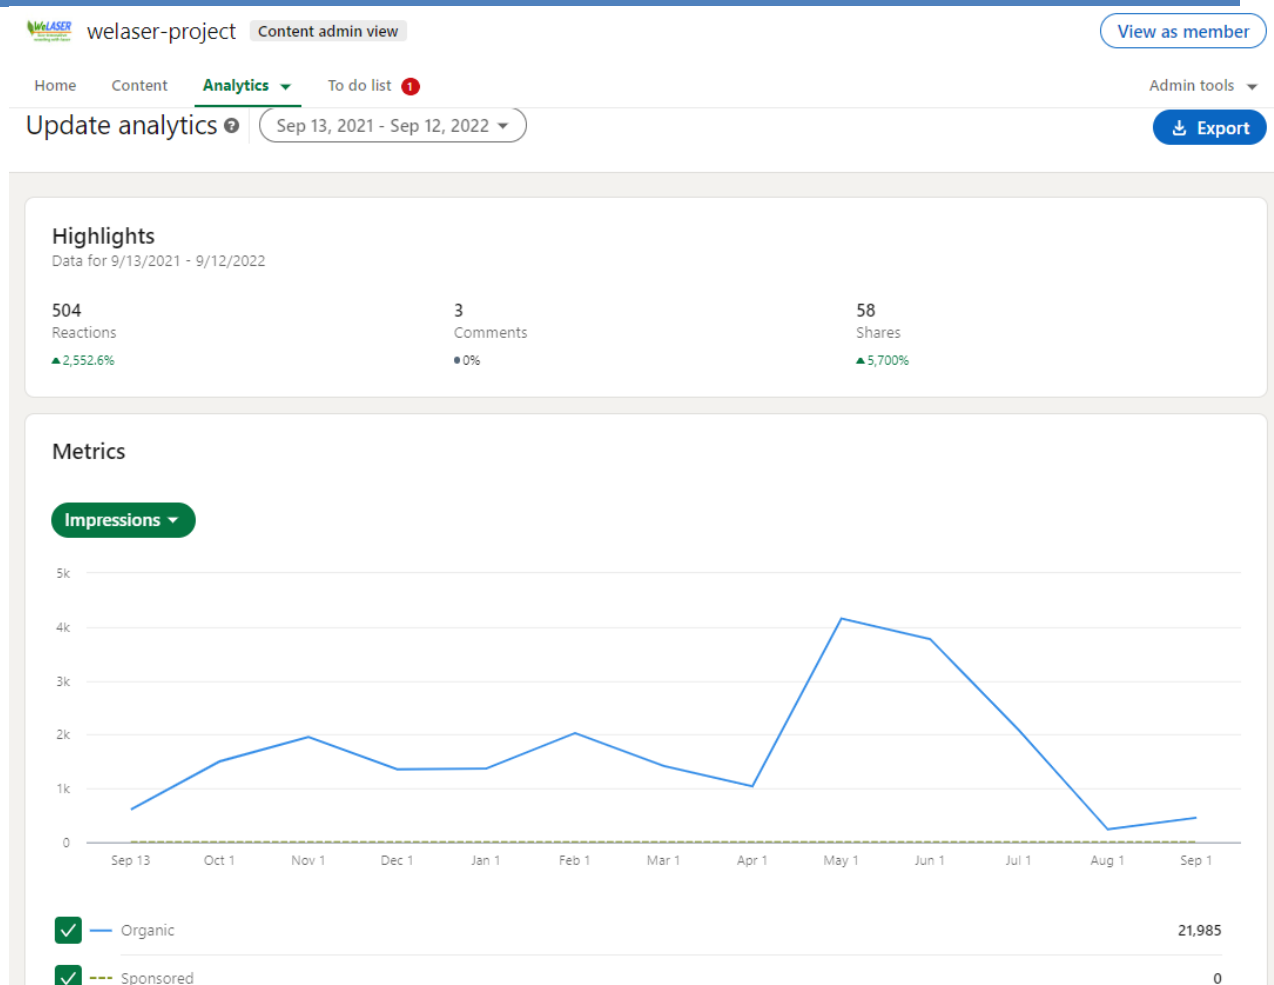 WeLASER
welaser-project Content admin view View as member
Home Content Analytics To do list 1 Admin tools
Update analytics ? Sep 13, 2021 - Sep 12, 2022 Export
Highlights
Data for 9/13/2021 - 9/12/2022
504 3 58
Reactions Comments Shares
2,552.6% 0% 5,700%
Metrics
Impressions
5k
4k
3k
2k
1k
0
Sep 13 Oct 1 Nov 1 Dec 1 Jan 1 Feb 1 Mar 1 Apr 1 May 1 Jun 1 Jul 1 Aug 1 Sep 1
Organic 21,985
Sponsored 0